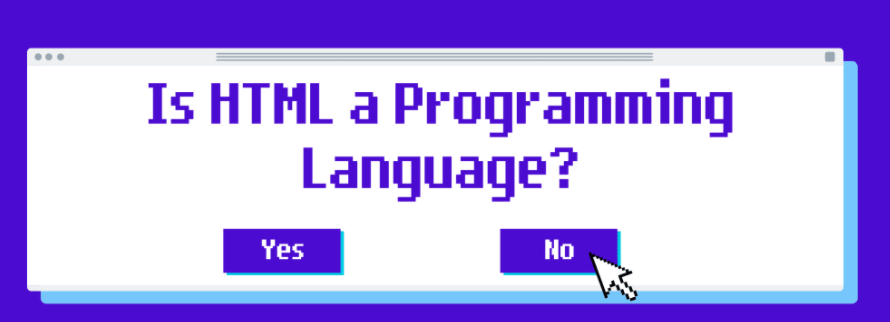 Is HTML a Programming
Language?
Yes
No